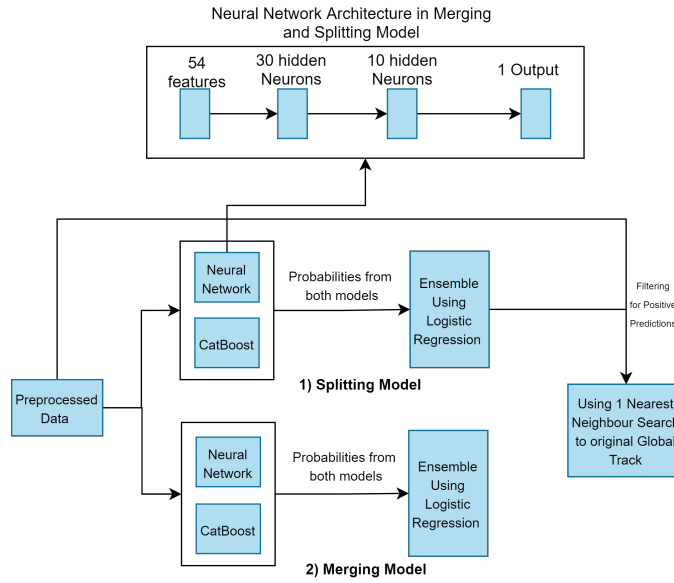 Neural Network Architecture in Merging
and Splitting Model
54
features
30 hidden
Neurons
10 hidden
Neurons
1 Output
Neural
Network
CatBoost
Probabilities from
both models
Ensemble
Using
Logistic
Regression
1) Splitting Model
Filtering
for Positive
Predictions
Preprocessed
Data
Using 1 Nearest
Neighbour Search
to original Global
Track
Neural
Network
CatBoost
Probabilities from
both models
Ensemble
Using
Logistic
Regression
2) Merging Model